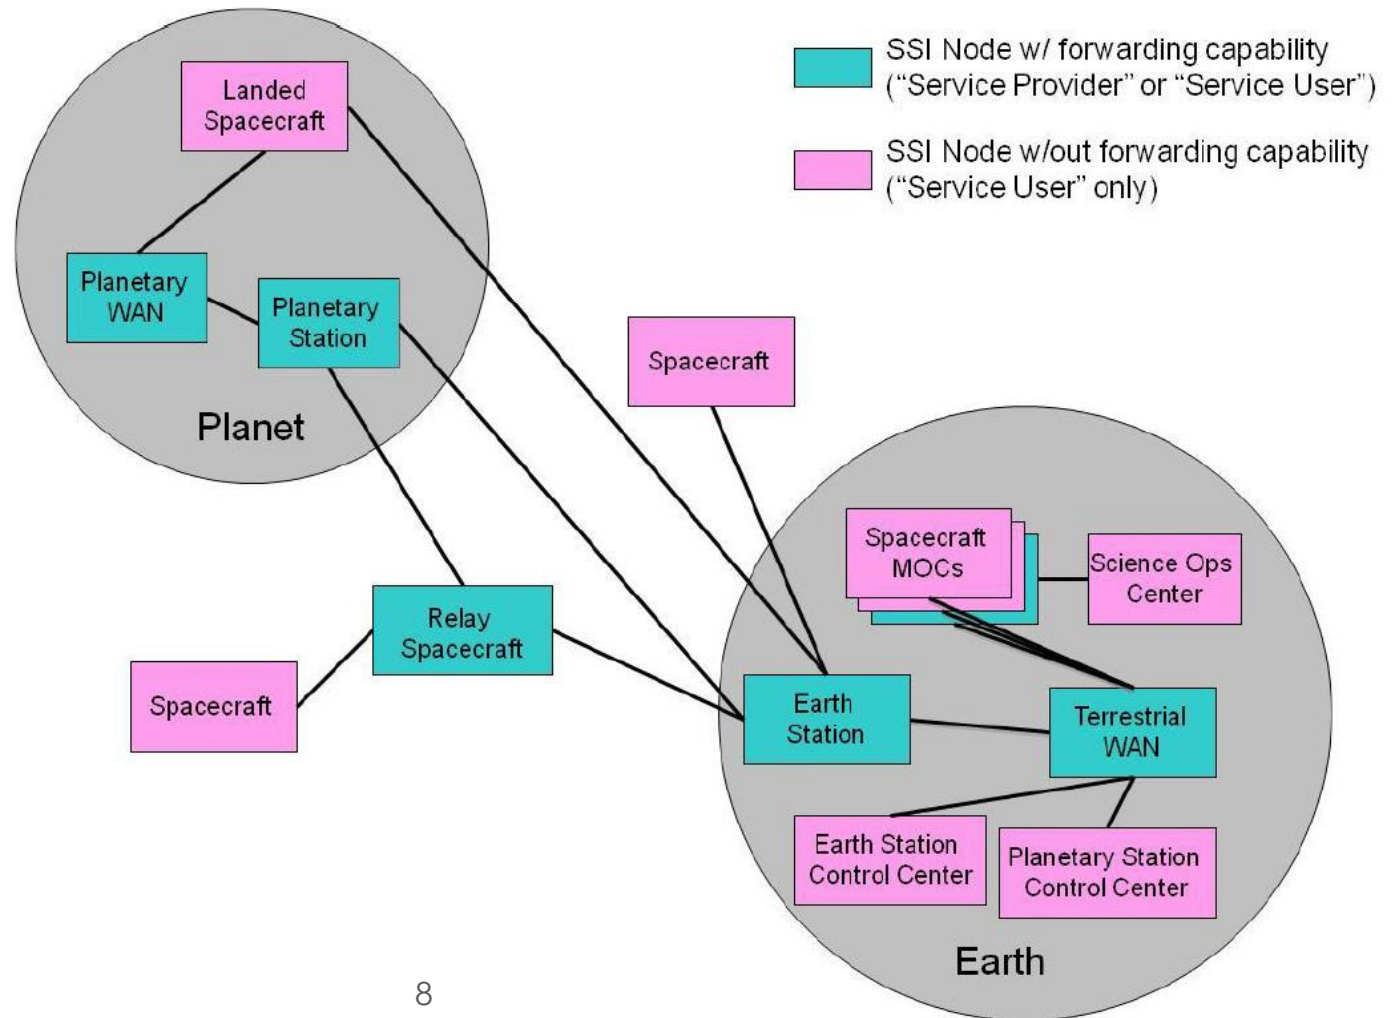 SSI Node w/ forwarding capability
(“Service Provider” or “Service User”)
SSI Node w/out forwarding capability
(“Service User” only)
Landed
Spacecraft
Planetary
WAN
Planetary
Station
Planet
Spacecraft
Spacecraft
MOCs
Science Ops
Center
Relay
Spacecraft
Spacecraft
Earth
Station
Terrestrial
WAN
Earth Station
Control Center
Planetary Station
Control Center
Earth
8